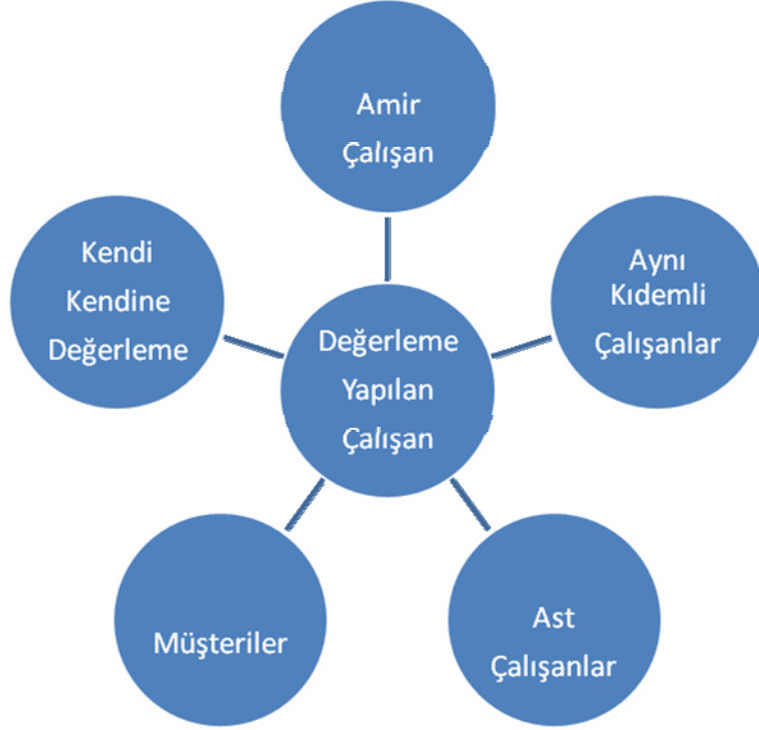 Amir
Çalışan
Kendi
Kendine
Değerleme
Aynı
Kıdemli
Çalışanlar
Değerleme
Yapılan
Çalışan
Müşteriler
Ast
Çalışanlar